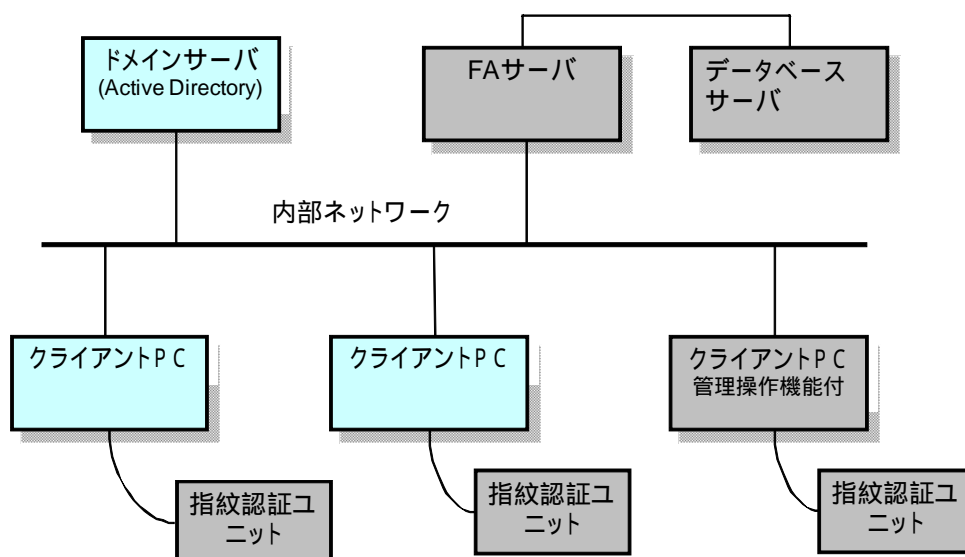 ドメインサーバ
(Active Directory)
FAサーバ
データベース
サーバ
内部ネットワーク
クライアントＰＣ
クライアントＰＣ
クライアントＰＣ
管理操作機能付
指紋認証ユ
ニット
指紋認証ユ
ニット
指紋認証ユ
ニット